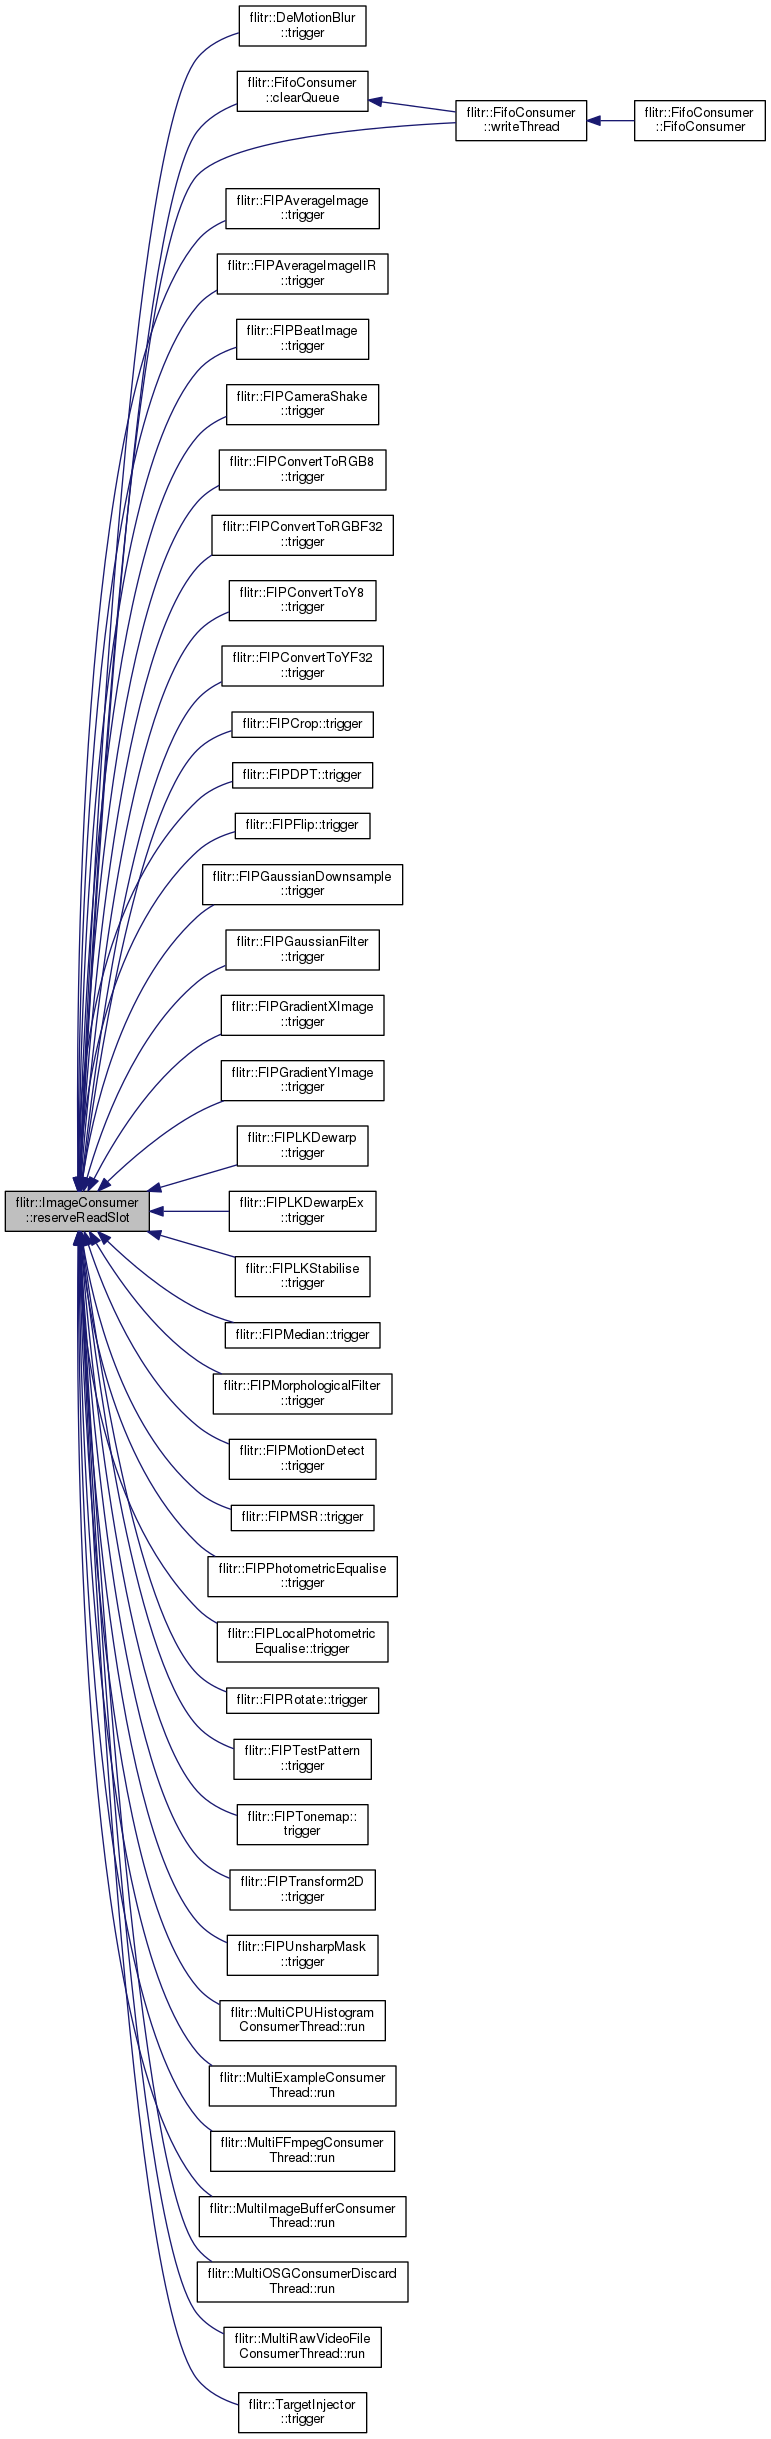 flitr::DeMotionBlur
::trigger
flitr::FifoConsumer
::clearQueue
flitr::FifoConsumer
::writeThread
flitr::FifoConsumer
::FifoConsumer
flitr::FIPAverageImage
::trigger
flitr::FIPAverageImageIIR
::trigger
flitr::FIPBeatImage
::trigger
flitr::FIPCameraShake
::trigger
flitr::FIPConvertToRGB8
::trigger
flitr::FIPConvertToRGBF32
::trigger
flitr::FIPConvertToY8
::trigger
flitr::FIPConvertToYF32
::trigger
flitr::FIPCrop::trigger
flitr::FIPDPT::trigger
flitr::FIPFlip::trigger
flitr::FIPGaussianDownsample
::trigger
flitr::FIPGaussianFilter
::trigger
flitr::FIPGradientXImage
::trigger
flitr::FIPGradientYImage
::trigger
flitr::FIPLKDewarp
::trigger
flitr::ImageConsumer
::reserveReadSlot
flitr::FIPLKDewarpEx
::trigger
flitr::FIPLKStabilise
::trigger
flitr::FIPMedian::trigger
flitr::FIPMorphologicalFilter
::trigger
flitr::FIPMotionDetect
::trigger
flitr::FIPMSR::trigger
flitr::FIPPhotometricEqualise
::trigger
flitr::FIPLocalPhotometric
Equalise::trigger
flitr::FIPRotate::trigger
flitr::FIPTestPattern
::trigger
flitr::FIPTonemap::
trigger
flitr::FIPTransform2D
::trigger
flitr::FIPUnsharpMask
::trigger
flitr::MultiCPUHistogram
ConsumerThread::run
flitr::MultiExampleConsumer
Thread::run
flitr::MultiFFmpegConsumer
Thread::run
flitr::MultiImageBufferConsumer
Thread::run
flitr::MultiOSGConsumerDiscard
Thread::run
flitr::MultiRawVideoFile
ConsumerThread::run
flitr::TargetInjector
::trigger